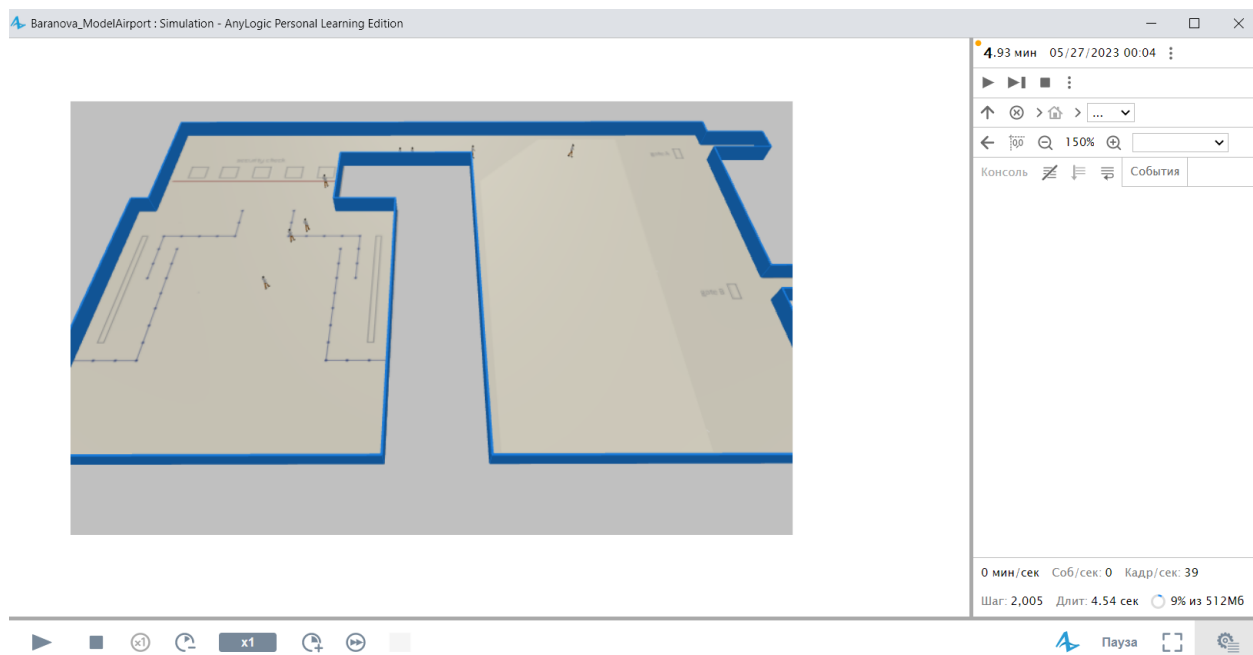 Baranova_ModelAirport : Simulation - AnyLogic Personal Learning Edition
4.93 мин 05/27/2023 00:04
...
150%
Консоль События
0 мин/сек Соб/сек: 0 Кадр/сек: 39
Шаг: 2,005 Длит: 4.54 сек 9% из 512Мб
x1 x1 Пауза